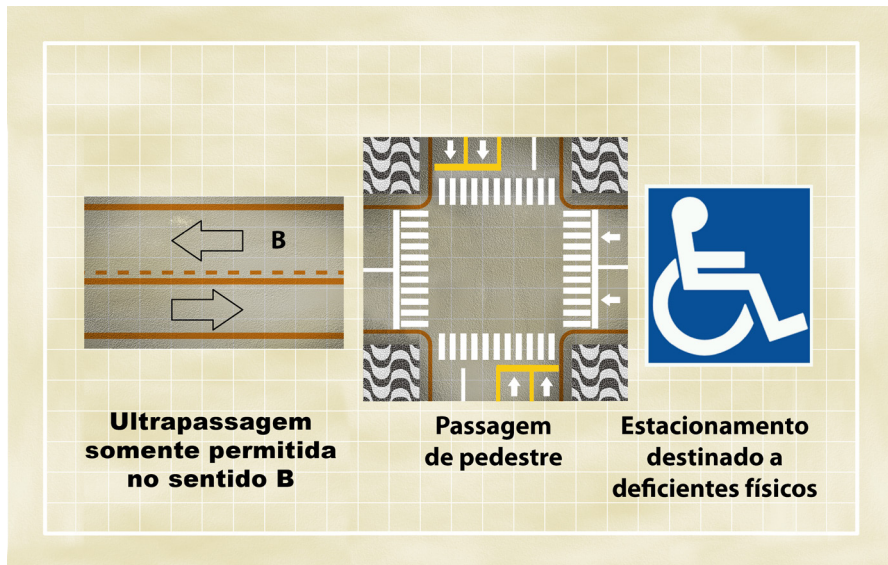 B
Ultrapassagem
somente permitida
no sentido B
Passagem
de pedestre
Estacionamento
destinado a
deficientes físicos